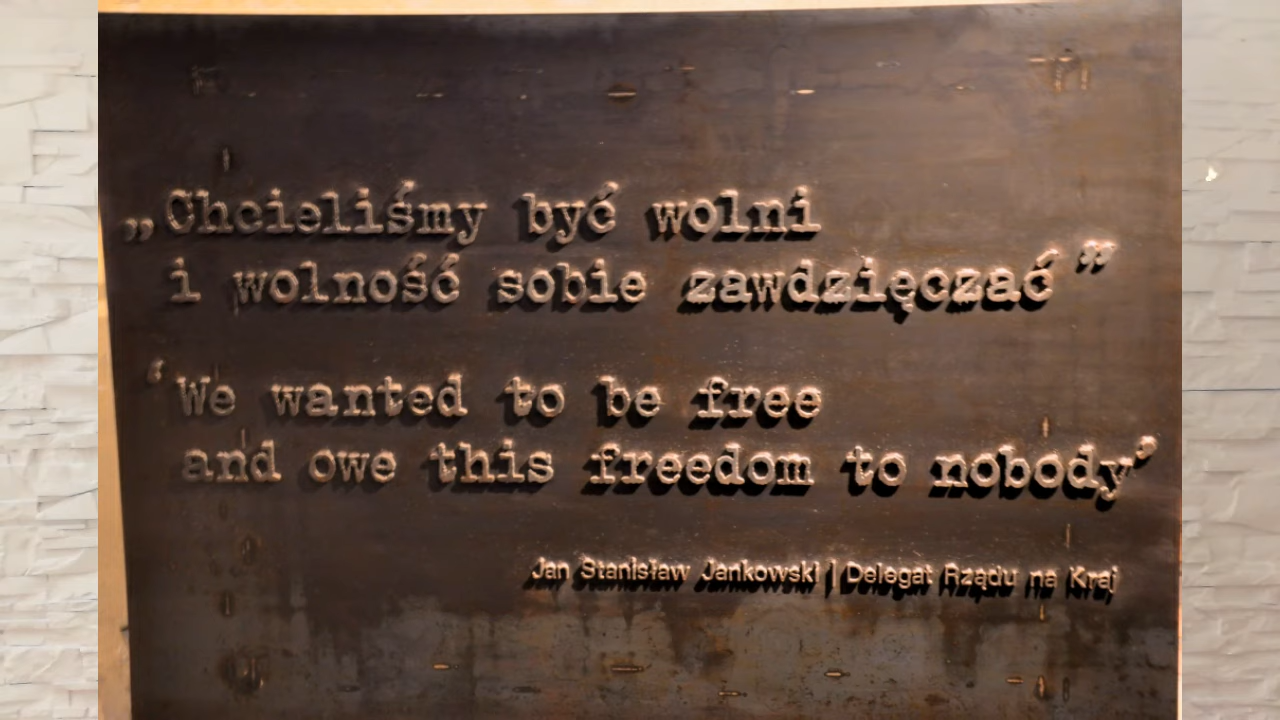 „Chcieliśmy być wolni
i wolność sobie zawdzięczać”
‘We wanted to be free
and owe this freedom to nobody’
Jan Stanisław Jankowski | Delegat Rządu na Kraj